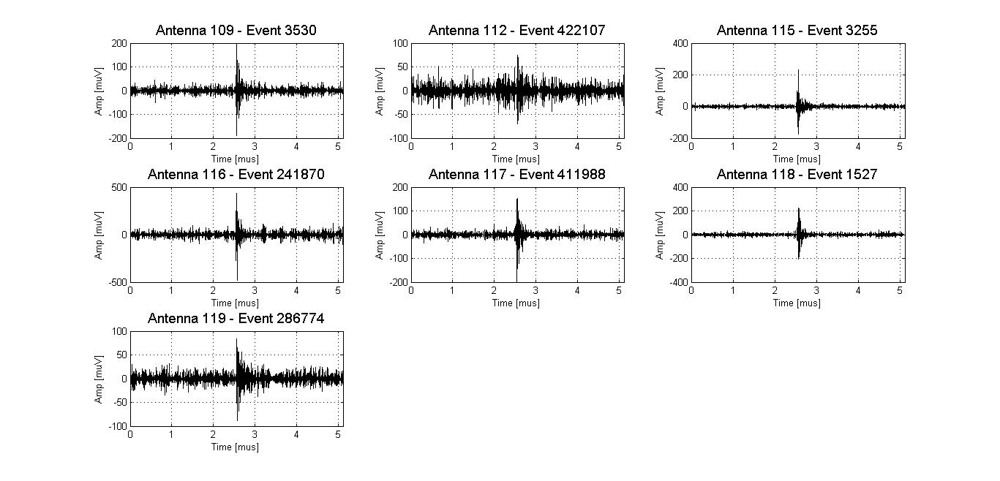 Antenna 109 - Event 3530
Amp [muV]
200
100
0
-100
-200
0 1 2 3 4 5
Time [mus]
Antenna 112 - Event 422107
Amp [muV]
100
50
0
-50
-100
0 1 2 3 4 5
Time [mus]
Antenna 115 - Event 3255
Amp [muV]
400
200
0
-200
0 1 2 3 4 5
Time [mus]
Antenna 116 - Event 241870
Amp [muV]
500
0
-500
0 1 2 3 4 5
Time [mus]
Antenna 117 - Event 411988
Amp [muV]
200
100
0
-100
-200
0 1 2 3 4 5
Time [mus]
Antenna 118 - Event 1527
Amp [muV]
400
200
0
-200
-400
0 1 2 3 4 5
Time [mus]
Antenna 119 - Event 286774
Amp [muV]
100
50
0
-50
-100
0 1 2 3 4 5
Time [mus]